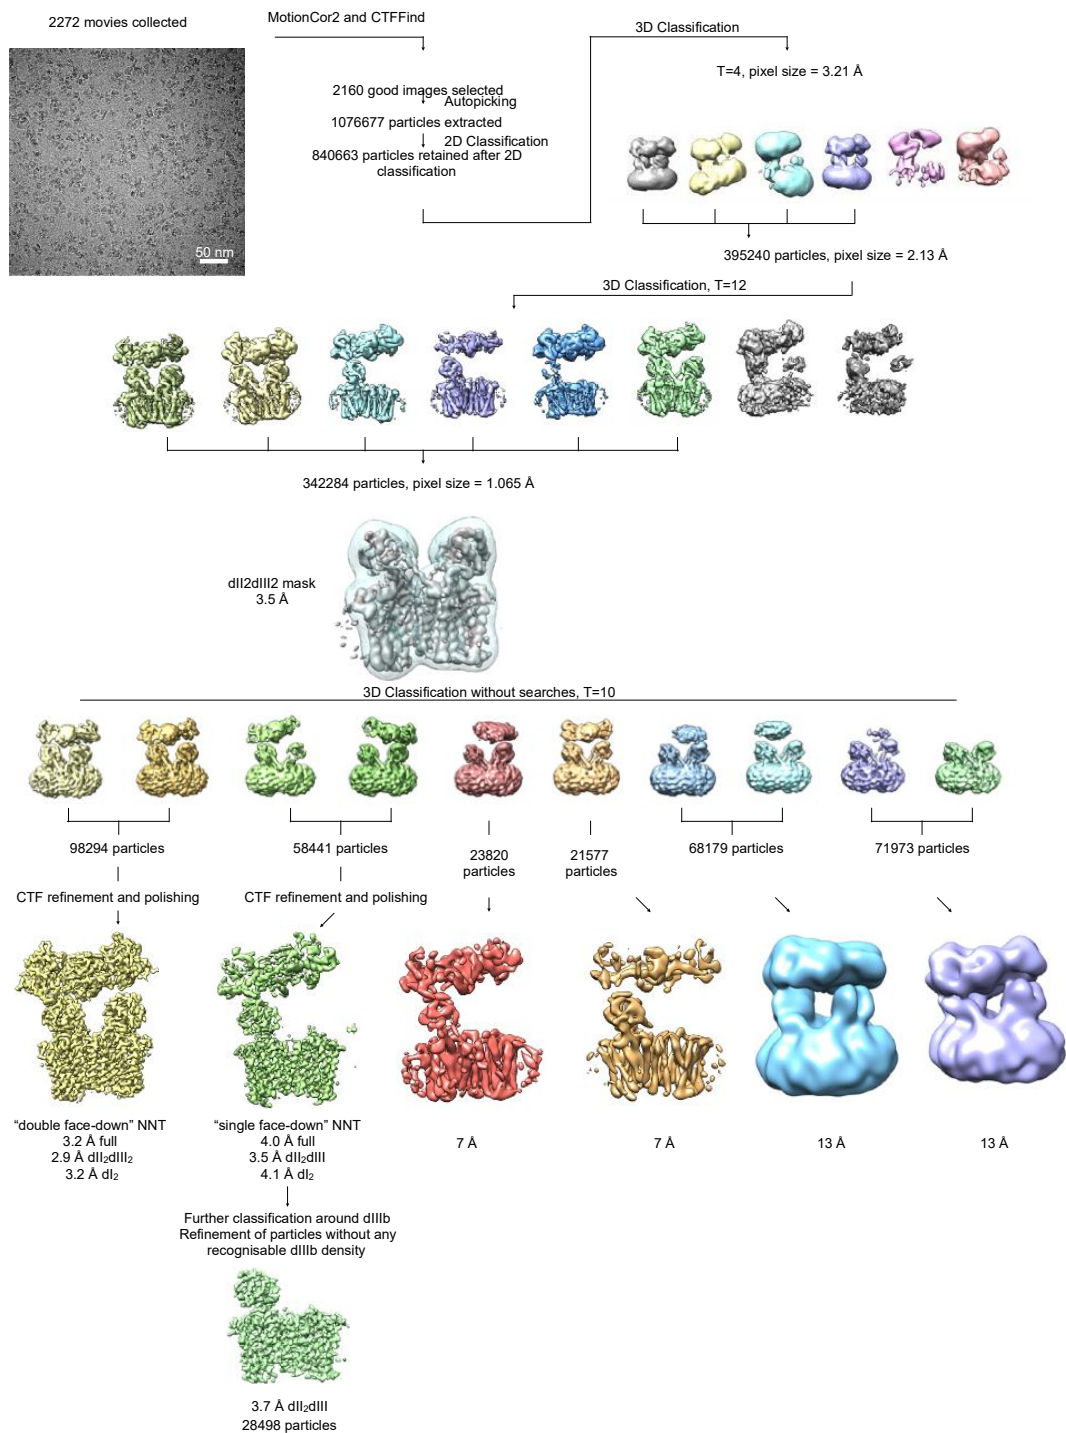 2272 movies collected
MotionCor2 and CTFFind
3D Classification
T=4, pixel size = 3.21 Å
2160 good images selected
Autopicking
1076677 particles extracted
2D Classification
840663 particles retained after 2D
classification
50 nm
395240 particles, pixel size = 2.13 Å
3D Classification, T=12
342284 particles, pixel size = 1.065 Å
dII2dIII2 mask
3.5 Å
3D Classification without searches, T=10
98294 particles
58441 particles
23820
particles
21577
particles
68179 particles
71973 particles
CTF refinement and polishing
CTF refinement and polishing
“double face-down” NNT
3.2 Å full
2.9 Å dII₂dIII₂
3.2 Å dI₂
“single face-down” NNT
4.0 Å full
3.5 Å dII₂dIII
4.1 Å dI₂
7 Å
7 Å
13 Å
13 Å
Further classification around dIIIb
Refinement of particles without any
recognisable dIIIb density
3.7 Å dII₂dIII
28498 particles